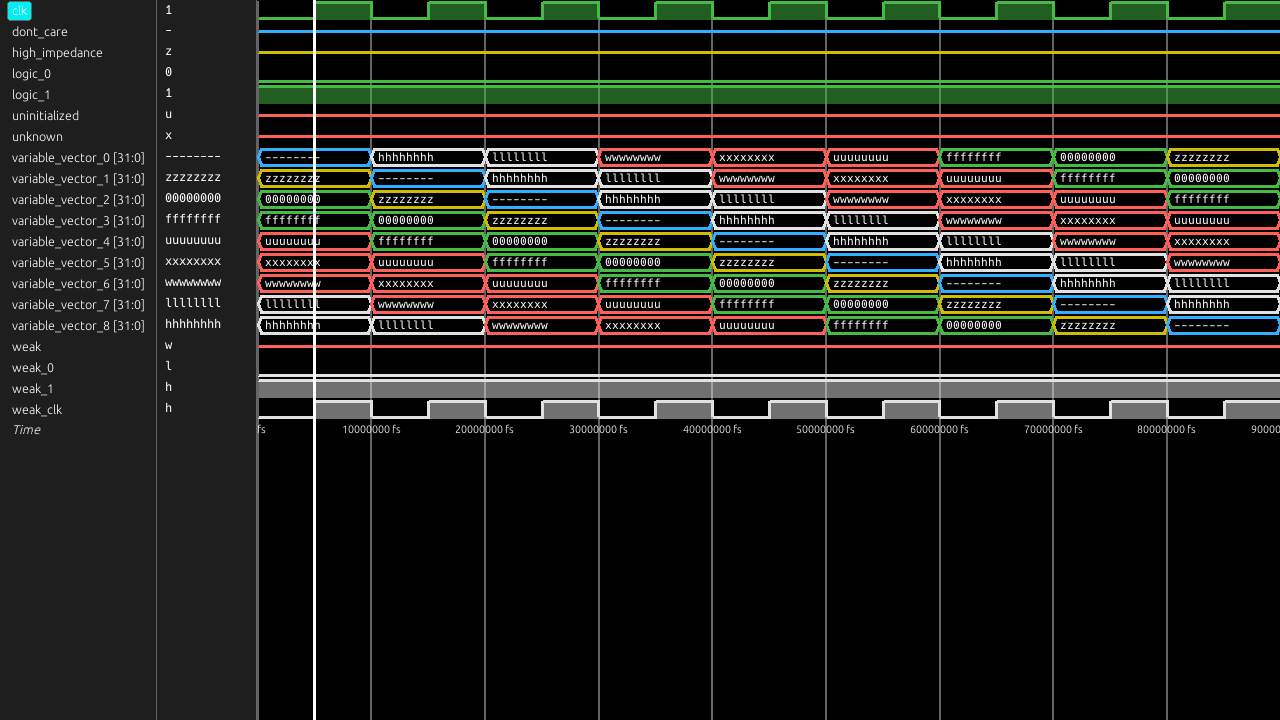 clk 1
dont_care -
high_impedance z
logic_0 0
logic_1 1
uninitialized u
unknown x
variable_vector_0 [31:0] -------- -------- hhhhhhhh llllllll wwwwwwww xxxxxxxx uuuuuuuu ffffffff 00000000 zzzzzzzz
variable_vector_1 [31:0] zzzzzzzz zzzzzzzz -------- hhhhhhhh llllllll wwwwwwww xxxxxxxx uuuuuuuu ffffffff 00000000
variable_vector_2 [31:0] 00000000 00000000 zzzzzzzz -------- hhhhhhhh llllllll wwwwwwww xxxxxxxx uuuuuuuu ffffffff
variable_vector_3 [31:0] ffffffff ffffffff 00000000 zzzzzzzz -------- hhhhhhhh llllllll wwwwwwww xxxxxxxx uuuuuuuu
variable_vector_4 [31:0] uuuuuuuu uuuuuuuu ffffffff 00000000 zzzzzzzz -------- hhhhhhhh llllllll wwwwwwww xxxxxxxx
variable_vector_5 [31:0] xxxxxxxx xxxxxxxx uuuuuuuu ffffffff 00000000 zzzzzzzz -------- hhhhhhhh llllllll wwwwwwww
variable_vector_6 [31:0] wwwwwwww wwwwwwww xxxxxxxx uuuuuuuu ffffffff 00000000 zzzzzzzz -------- hhhhhhhh llllllll
variable_vector_7 [31:0] llllllll llllllll wwwwwwww xxxxxxxx uuuuuuuu ffffffff 00000000 zzzzzzzz -------- hhhhhhhh
variable_vector_8 [31:0] hhhhhhhh hhhhhhhh llllllll wwwwwwww xxxxxxxx uuuuuuuu ffffffff 00000000 zzzzzzzz --------
weak w
weak_0 l
weak_1 h
weak_clk h
Time fs 10000000 fs 20000000 fs 30000000 fs 40000000 fs 50000000 fs 60000000 fs 70000000 fs 80000000 fs 90000